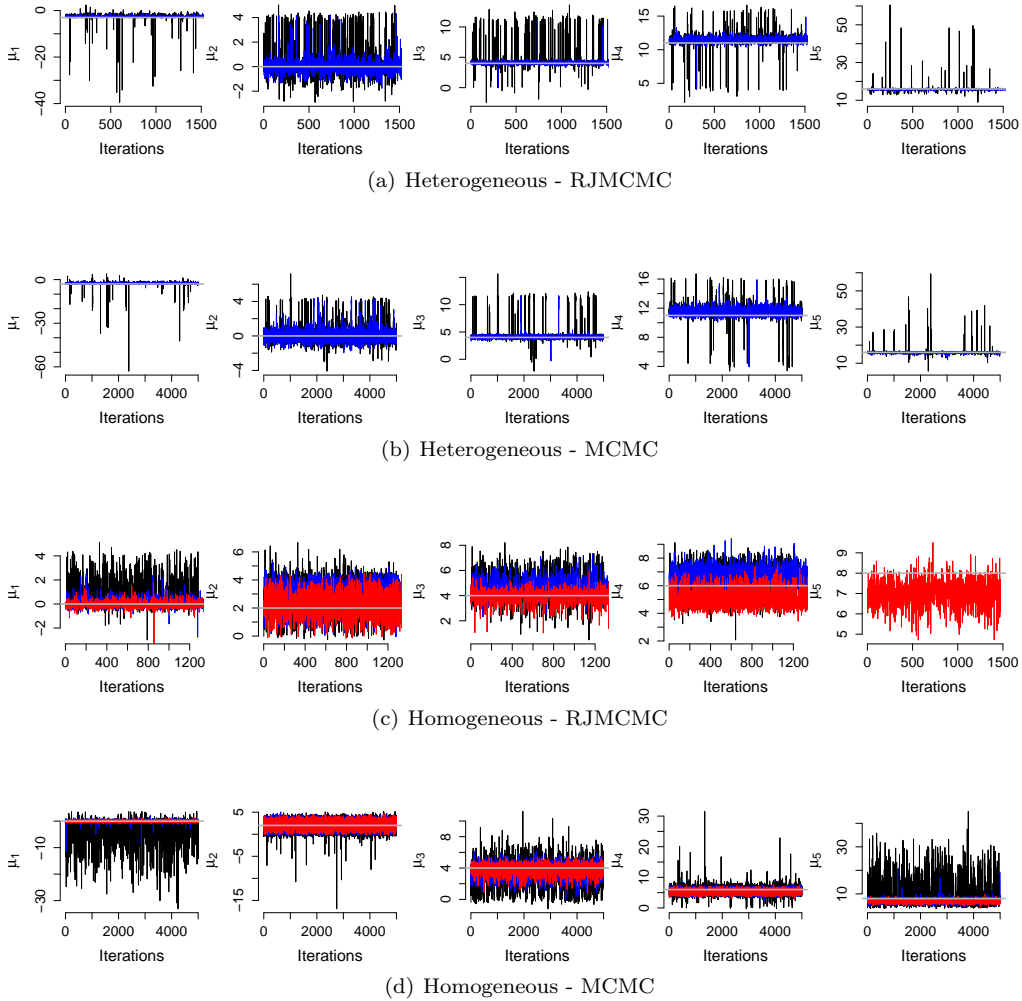 μ1 0 −20 −40 0 500 1000 1500 Iterations
μ2 4 2 0 −2 0 500 1000 1500 Iterations
μ3 10 5 0 0 500 1000 1500 Iterations
μ4 15 10 5 0 500 1000 1500 Iterations
μ5 50 30 10 0 500 1000 1500 Iterations
(a) Heterogeneous - RJMCMC
μ1 0 −30 −60 0 2000 4000 Iterations
μ2 4 0 −4 0 2000 4000 Iterations
μ3 10 5 0 0 2000 4000 Iterations
μ4 16 12 8 4 0 2000 4000 Iterations
μ5 50 30 10 0 2000 4000 Iterations
(b) Heterogeneous - MCMC
μ1 4 2 0 −2 0 400 800 1200 Iterations
μ2 6 4 2 0 0 400 800 1200 Iterations
μ3 8 6 4 2 0 400 800 1200 Iterations
μ4 8 6 4 2 0 400 800 1200 Iterations
μ5 9 8 7 6 5 0 500 1000 1500 Iterations
(c) Homogeneous - RJMCMC
μ1 −10 −30 0 2000 4000 Iterations
μ2 5 −5 −15 0 2000 4000 Iterations
μ3 8 4 0 0 2000 4000 Iterations
μ4 30 20 10 0 0 2000 4000 Iterations
μ5 50 30 10 0 2000 4000 Iterations
(d) Homogeneous - MCMC